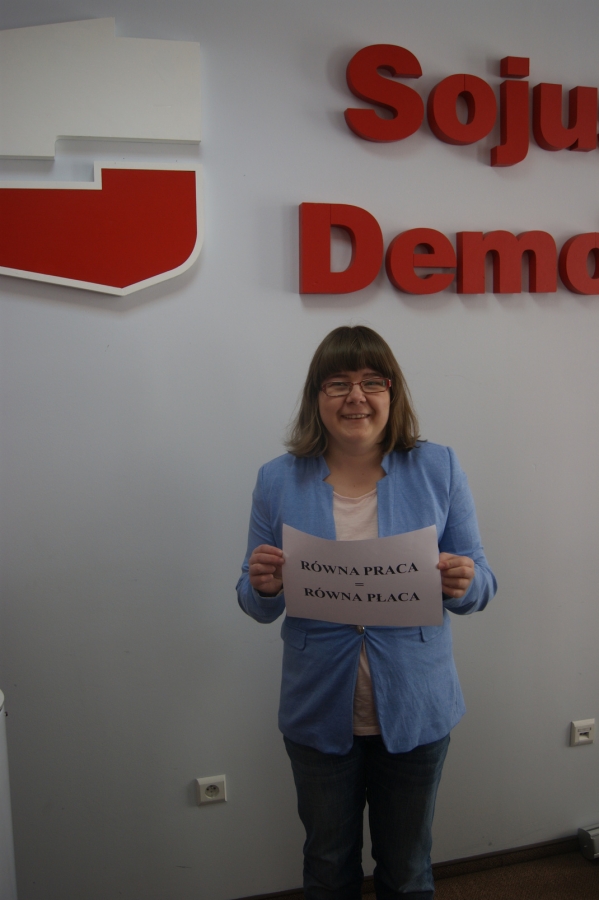 Soju
Demo
RÓWNA PRACA
=
RÓWNA PŁACA